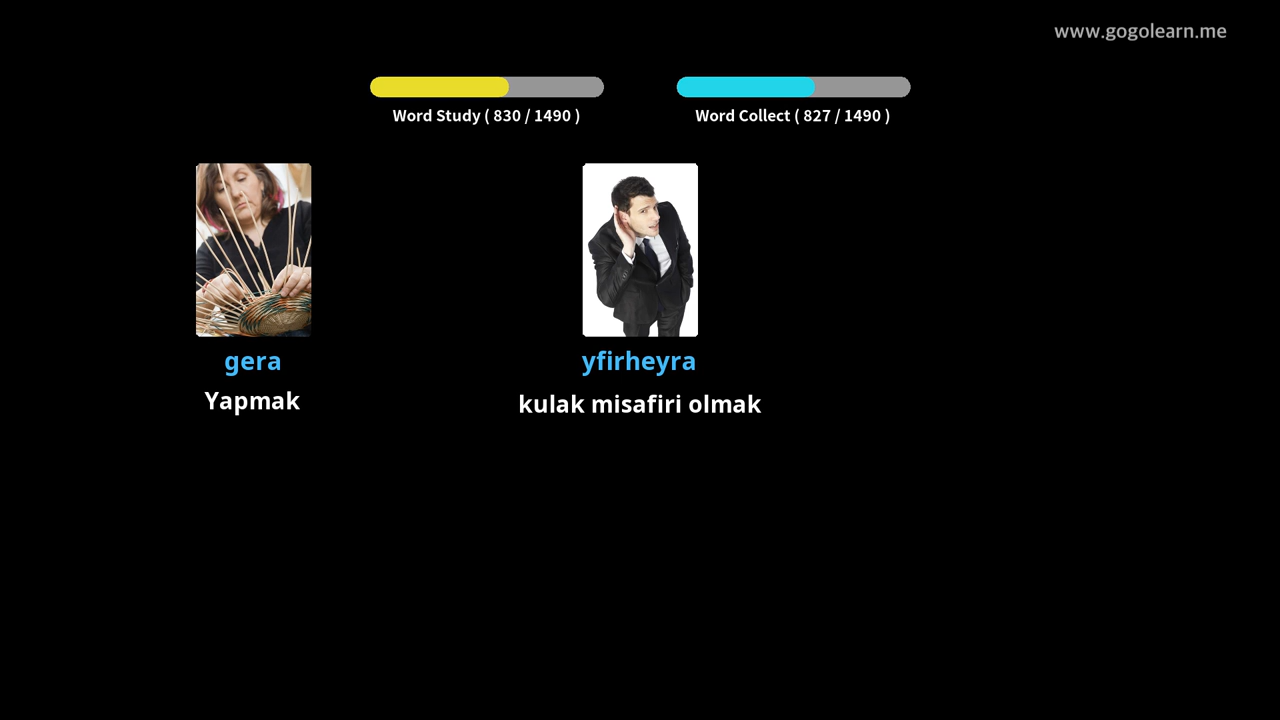 www.gogolearn.me
Word Study ( 830 / 1490 )
Word Collect ( 827 / 1490 )
gera
yfirheyra
Yapmak
kulak misafiri olmak